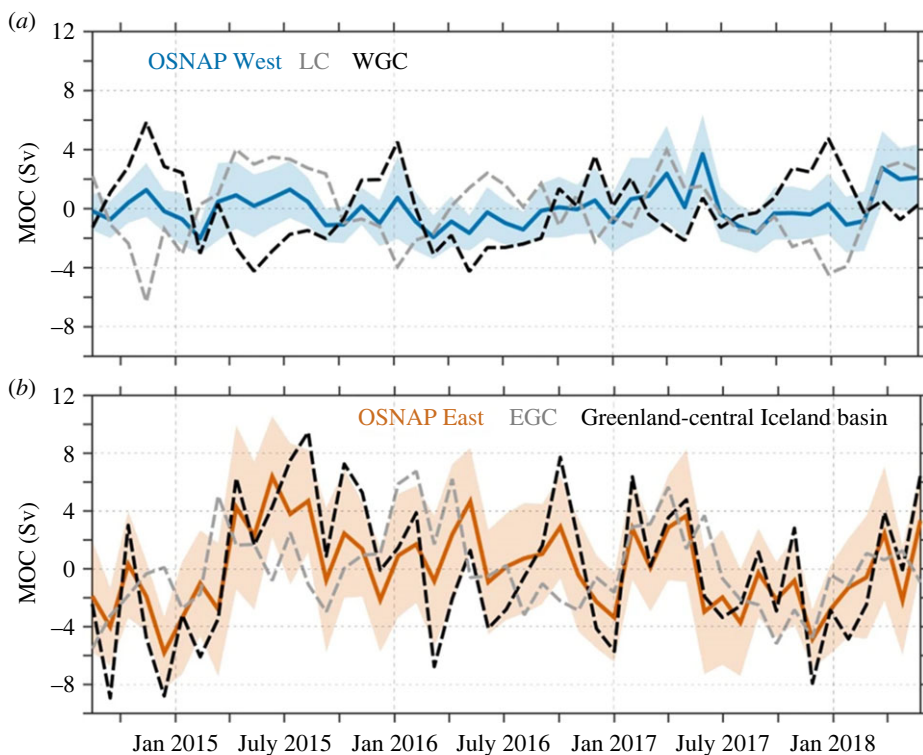 (a)
12
8
4
0
–4
–8
MOC (Sv)
OSNAP West LC WGC
(b)
12
8
4
0
–4
–8
MOC (Sv)
OSNAP East EGC Greenland-central Iceland basin
Jan 2015 July 2015 Jan 2016 July 2016 Jan 2017 July 2017 Jan 2018